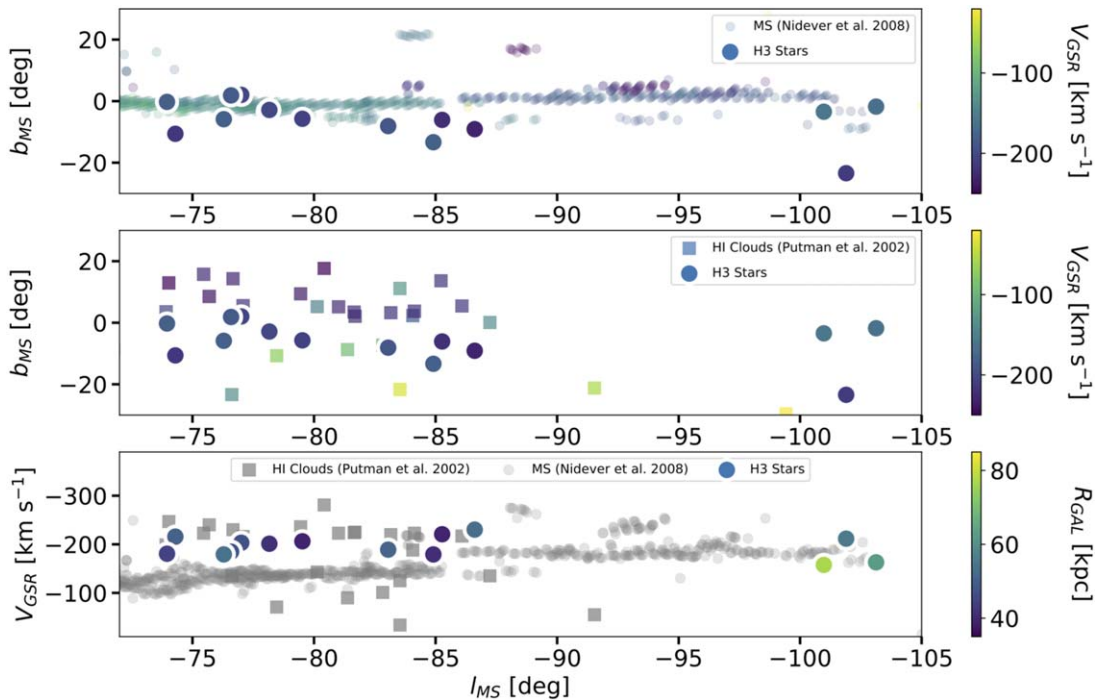 20
0
−20
b_MS [deg]
MS (Nidever et al. 2008)
H3 Stars
−75 −80 −85 −90 −95 −100 −105
−100
−200
V_GSR [km s⁻¹]
20
0
−20
b_MS [deg]
HI Clouds (Putman et al. 2002)
H3 Stars
−75 −80 −85 −90 −95 −100 −105
−100
−200
V_GSR [km s⁻¹]
−300
−200
−100
V_GSR [km s⁻¹]
HI Clouds (Putman et al. 2002) MS (Nidever et al. 2008) H3 Stars
−75 −80 −85 −90 −95 −100 −105
l_MS [deg]
80
60
40
R_GAL [kpc]